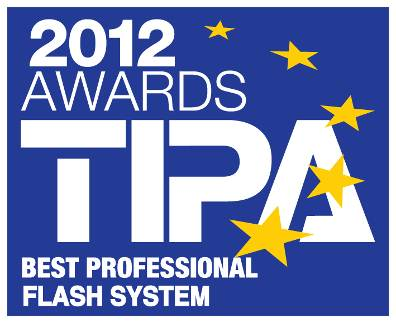 2012
AWARDS
TIPA
BEST PROFESSIONAL
FLASH SYSTEM